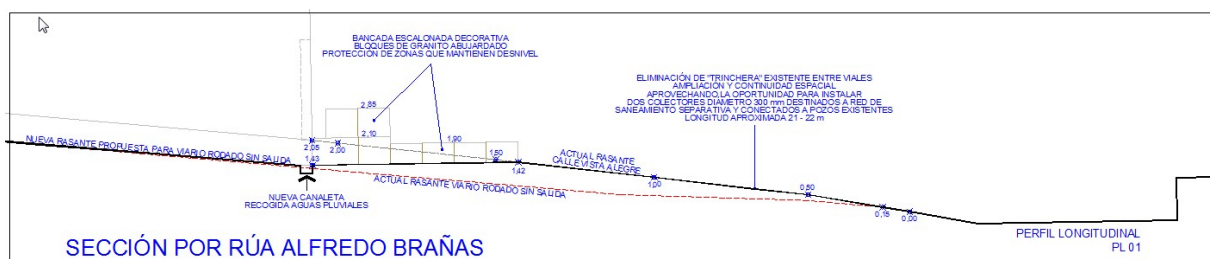 BANCADA ESCALONADA DECORATIVA
BLOQUES DE GRANITO ABUJARDADO
PROTECCIÓN DE ZONAS QUE MANTIENEN DESNIVEL
ELIMINACIÓN DE "TRINCHERA" EXISTENTE ENTRE VIALES
AMPLIACIÓN Y CONTINUIDAD ESPACIAL
APROVECHANDO,LA OPORTUNIDAD PARA INSTALAR
DOS COLECTORES DIAMETRO 300 mm DESTINADOS A RED DE
SANEAMIENTO SEPARATIVA Y CONECTADOS A POZOS EXISTENTES
LONGITUD APROXIMADA 21 - 22 m
2,85
2,10
1,90
2,05
2,00
1,43
1,50
1,42
NUEVA RASANTE PROPUESTA PARA VIARIO RODADO SIN SALIDA
ACTUAL RASANTE
CALLE VISTA ALEGRE
1,00
0,50
0,15
0,00
ACTUAL RASANTE VIARIO RODADO SIN SALIDA
NUEVA CANALETA
RECOGIDA AGUAS PLUVIALES
SECCIÓN POR RÚA ALFREDO BRAÑAS
PERFIL LONGITUDINAL
PL 01